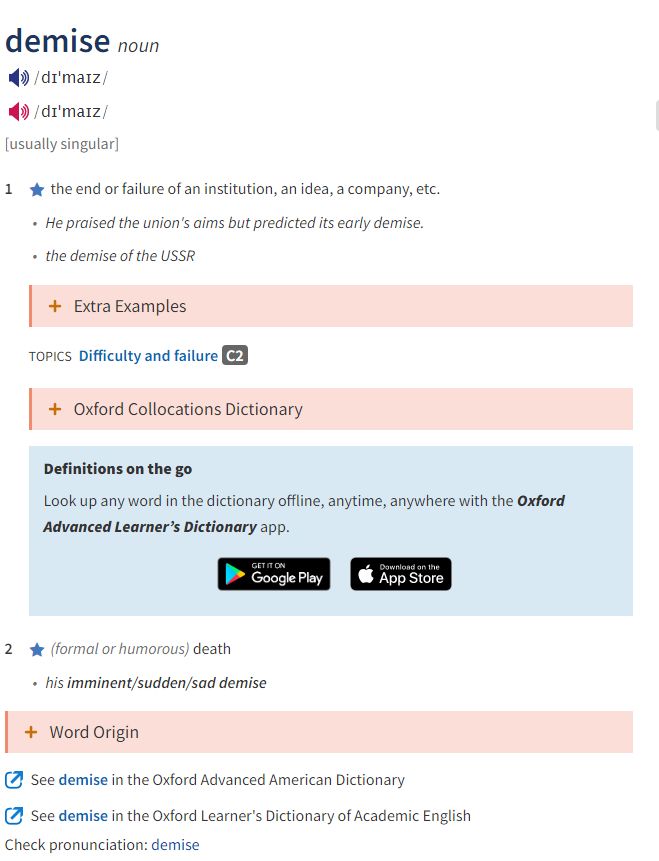 demise noun
/dɪˈmaɪz/
/dɪˈmaɪz/
[usually singular]
1 the end or failure of an institution, an idea, a company, etc.
• He praised the union's aims but predicted its early demise.
• the demise of the USSR
+ Extra Examples
TOPICS Difficulty and failure C2
+ Oxford Collocations Dictionary
Definitions on the go
Look up any word in the dictionary offline, anytime, anywhere with the Oxford
Advanced Learner’s Dictionary app.
GET IT ON Google Play
Download on the App Store
2 (formal or humorous) death
• his imminent/sudden/sad demise
+ Word Origin
See demise in the Oxford Advanced American Dictionary
See demise in the Oxford Learner's Dictionary of Academic English
Check pronunciation: demise